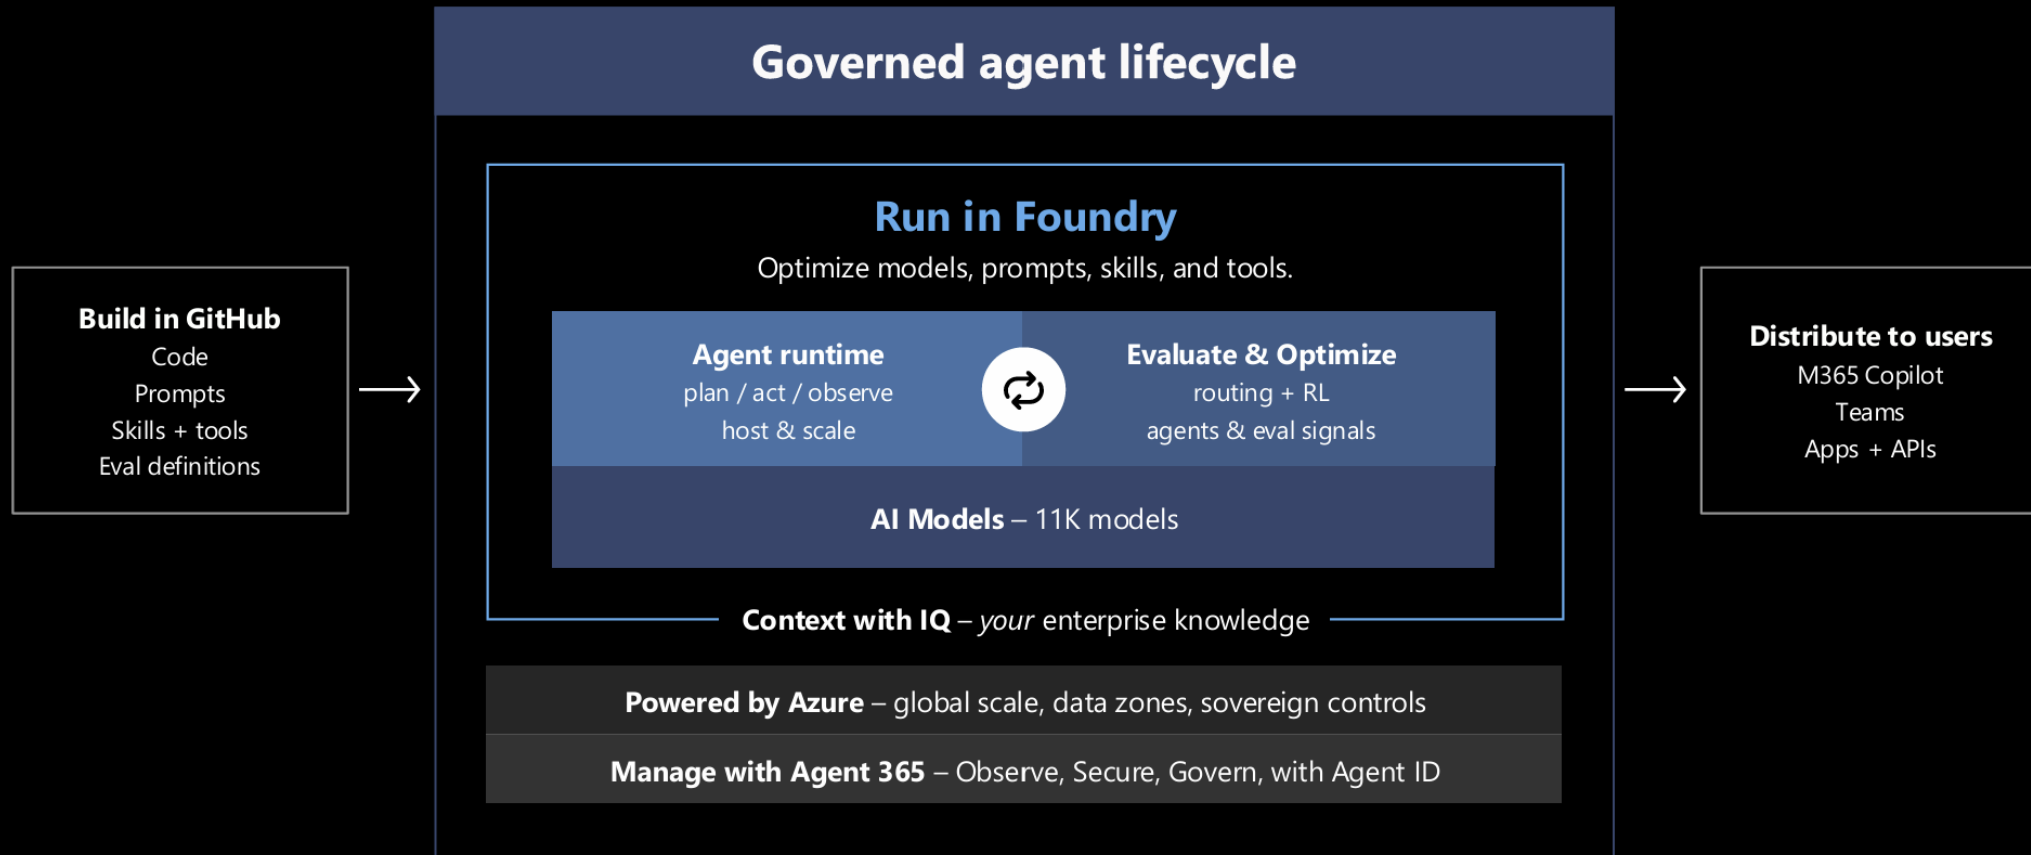 Governed agent lifecycle
Build in GitHub
Code
Prompts
Skills + tools
Eval definitions
Run in Foundry
Optimize models, prompts, skills, and tools.
Agent runtime
plan / act / observe
host & scale
Evaluate & Optimize
routing + RL
agents & eval signals
AI Models – 11K models
Context with IQ – your enterprise knowledge
Powered by Azure – global scale, data zones, sovereign controls
Manage with Agent 365 – Observe, Secure, Govern, with Agent ID
Distribute to users
M365 Copilot
Teams
Apps + APIs